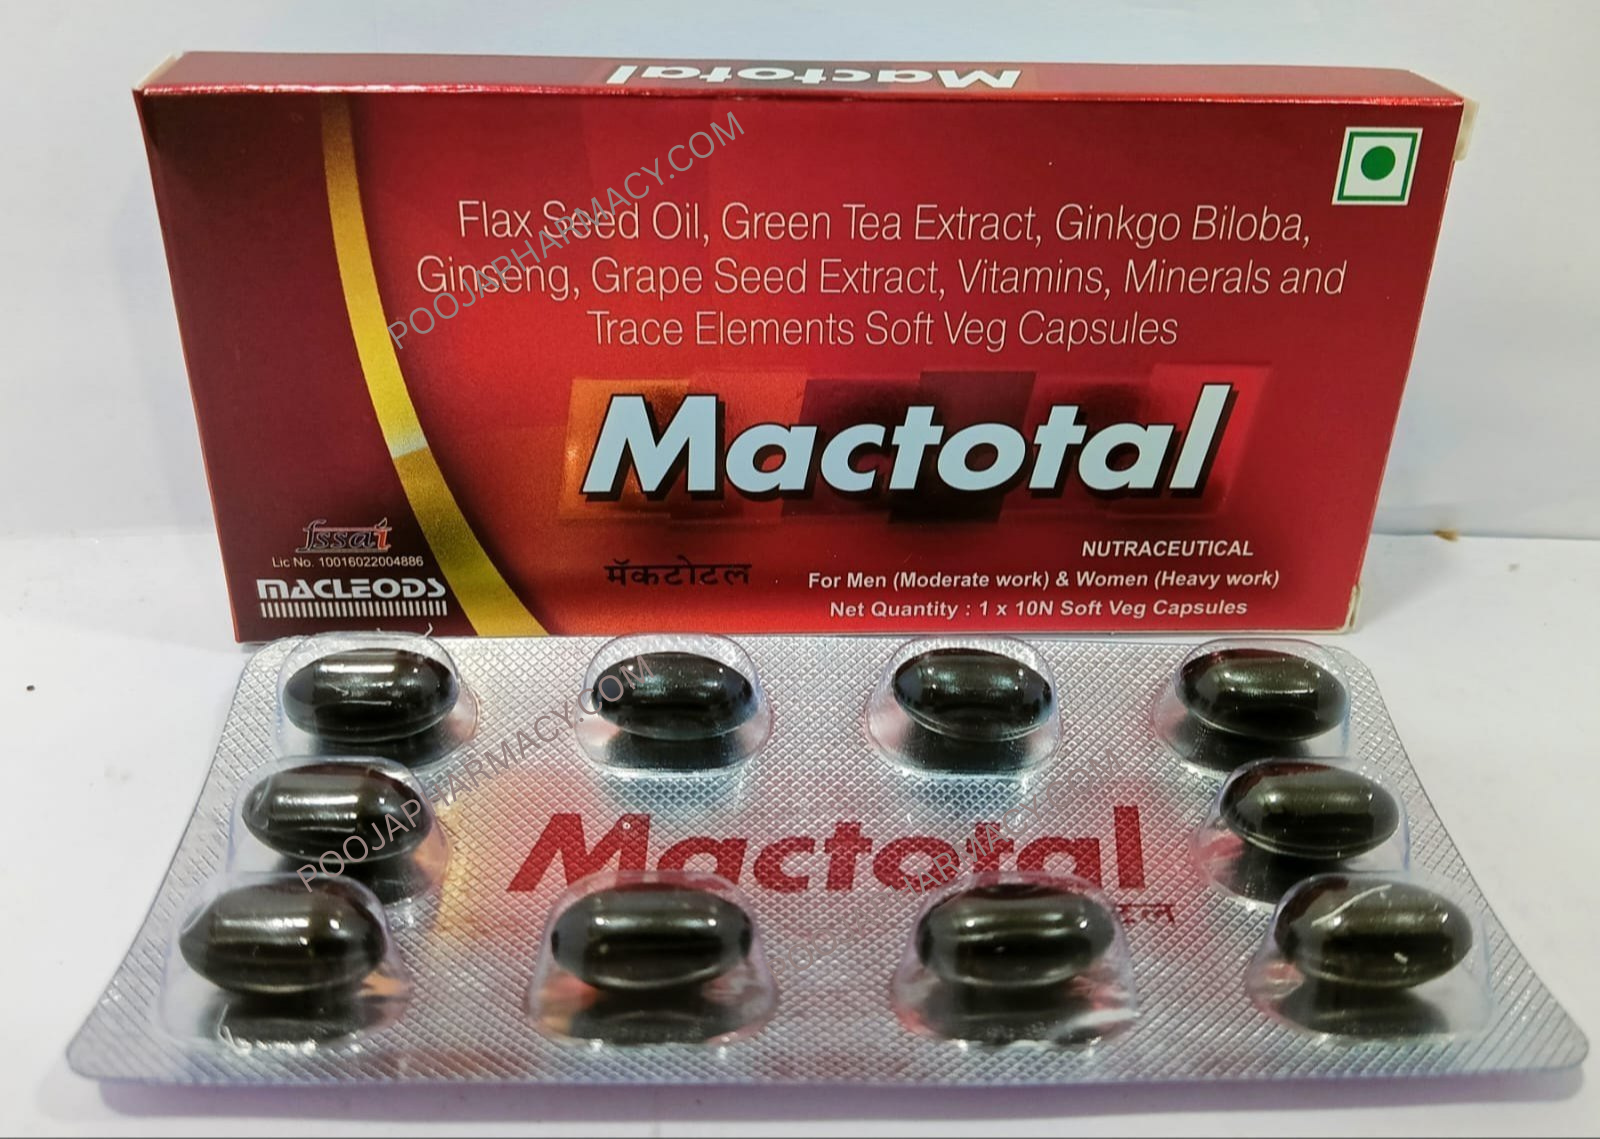 Mactotal
Flax Seed Oil, Green Tea Extract, Ginkgo Biloba,
Ginseng, Grape Seed Extract, Vitamins, Minerals and
Trace Elements Soft Veg Capsules
Mactotal
fssai
Lic No. 10016022004886
MACLEODS
मॅकटोटल
NUTRACEUTICAL
For Men (Moderate work) & Women (Heavy work)
Net Quantity : 1 x 10N Soft Veg Capsules
POOJAPHARMACY.COM
POOJAPHARMACY.COM
Mactotal